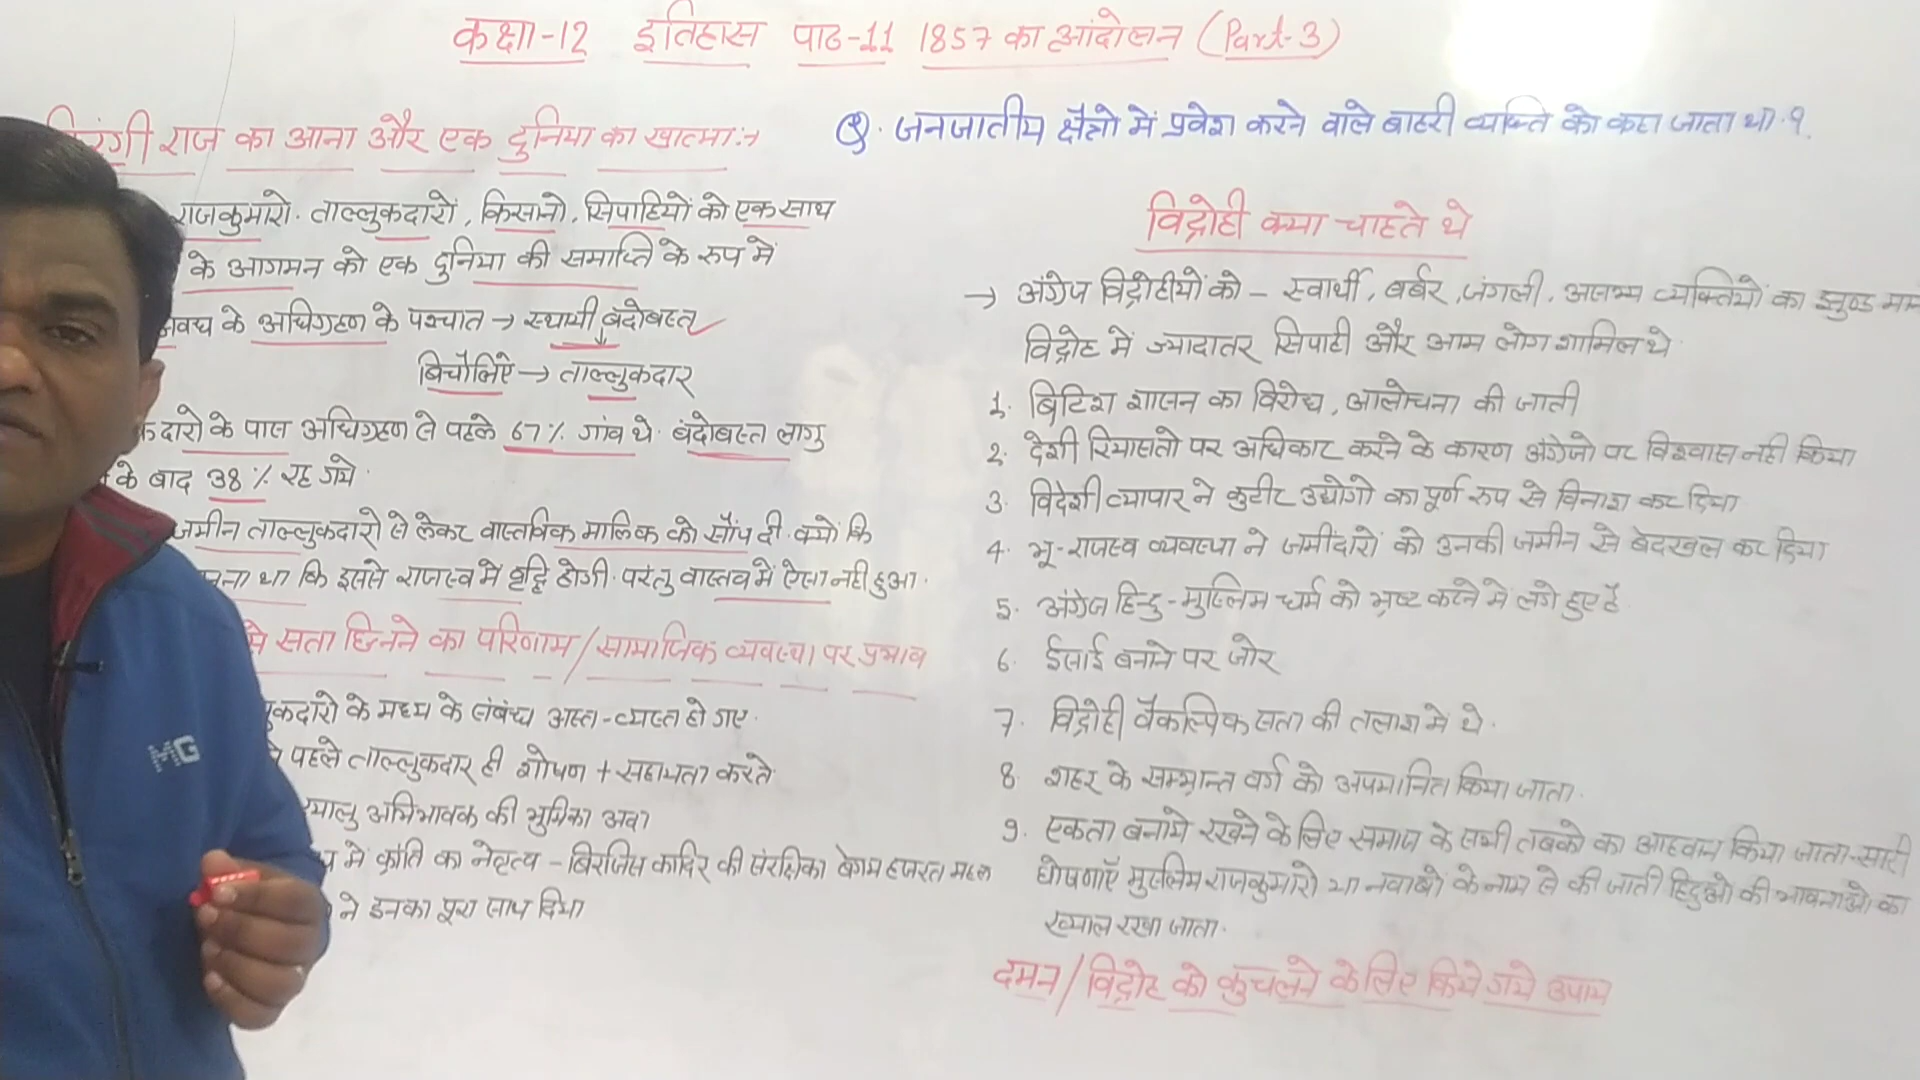 कक्षा-12 इतिहास पाठ-11 1857 का आंदोलन (Part-3)
फिरंगी राज का आना और एक दुनिया का खात्मा:→
राजकुमारो. ताल्लुकदारों, किसानो, सिपाहियों को एक साथ
के आगमन को एक दुनिया की समाप्ति के रूप में
अवध के अधिग्रहण के पश्चात → स्थायी बंदोबस्त
बिचौलिऐ → ताल्लुकदार
दारो के पास अधिग्रहण से पहले 67% गांव थे. बंदोबस्त लागु
के बाद 38% रह गये.
जमीन ताल्लुकदारो से लेकर वास्तविक मालिक को सौंप दी. क्यों कि
था कि इससे राजस्व में वृद्धि होगी. परंतु वास्तव में ऐसा नही हुआ.
से सता छिनने का परिणाम / सामाजिक व्यवस्था पर प्रभाव
कदारो के मध्य के संबंध अस्त-व्यस्त हो गए.
पहले ताल्लुकदार ही शोषण + सहायता करते
अभिभावक की भुमिका अदा
में क्रांति का नेतृत्व - बिरजिस कादिर की संरक्षिका बेगम हजरत महल
ने इनका पूरा साथ दिया
Q. जनजातीय क्षैत्रो में प्रवेश करने वाले बाहरी व्यक्ति को कहा जाता था.?
विद्रोही क्या चाहते थे
→ अंग्रेज विद्रोहीयों को - स्वार्थी, बर्बर, जंगली, असभ्य व्यक्तियों का झुण्ड
विद्रोह में ज्यादातर सिपाही और आम लोग शामिल थे.
1. ब्रिटिश शासन का विरोध, आलोचना की जाती
2. देशी रियासतो पर अधिकार करने के कारण अंग्रेजो पर विश्वास नही किया
3. विदेशी व्यापार ने कुटीर उद्योगो का पूर्ण रूप से विनाश कर दिया
4. भू-राजस्व व्यवस्था ने जमींदारों को उनकी जमीन से बेदखल कर दिया
5. अंग्रेज हिन्दु-मुस्लिम धर्म को भ्रष्ट करने में लगे हुए है
6. ईसाई बनाने पर जोर
7. विद्रोही वैकल्पिक सता की तलाश में थे.
8 शहर के सम्भ्रान्त वर्ग को अपमानित किया जाता.
9. एकता बनाये रखने के लिए समाज के सभी तबको का आहवान किया जाता-सारी
घोषणाऍ मुस्लिम राजकुमारो या नवाबों के नाम से की जाती हिंदुओ की भावनाओ का
ख्याल रखा जाता.
दमन / विद्रोह को कुचलने के लिए किये गये उपाय
MG